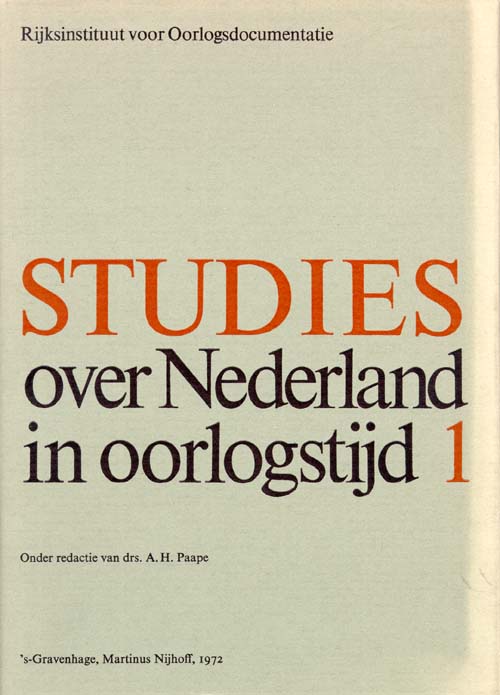 Rijksinstituut voor Oorlogsdocumentatie
STUDIES
over Nederland
in oorlogstijd 1
Onder redactie van drs. A. H. Paape
's-Gravenhage, Martinus Nijhoff, 1972